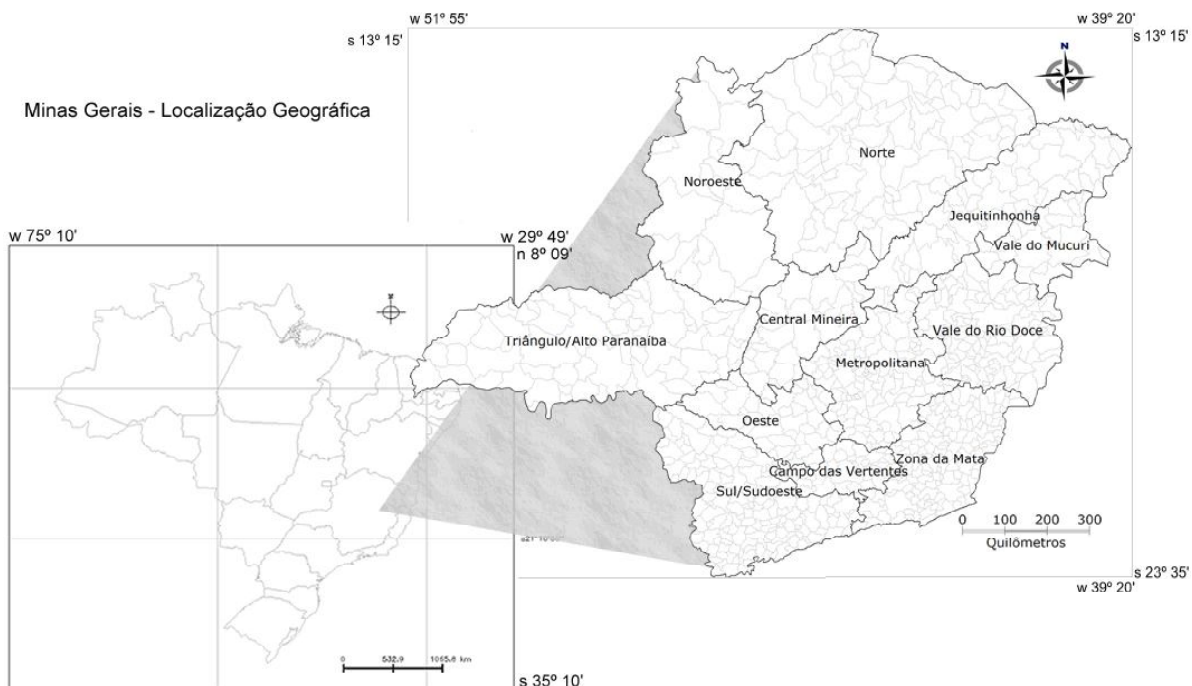 w 51º 55'
w 39º 20'
s 13º 15'
s 13º 15'
N
Minas Gerais - Localização Geográfica
Norte
Noroeste
Jequitinhonha
Vale do Mucuri
w 75º 10'
w 29º 49'
n 8º 09'
N
Central Mineira
Vale do Rio Doce
Triângulo/Alto Paranaíba
Metropolitana
Oeste
Zona da Mata
Campo das Vertentes
Sul/Sudoeste
0 100 200 300
Quilômetros
s 23º 35'
w 39º 20'
0 532.9 1065.8 km
s 35º 10'